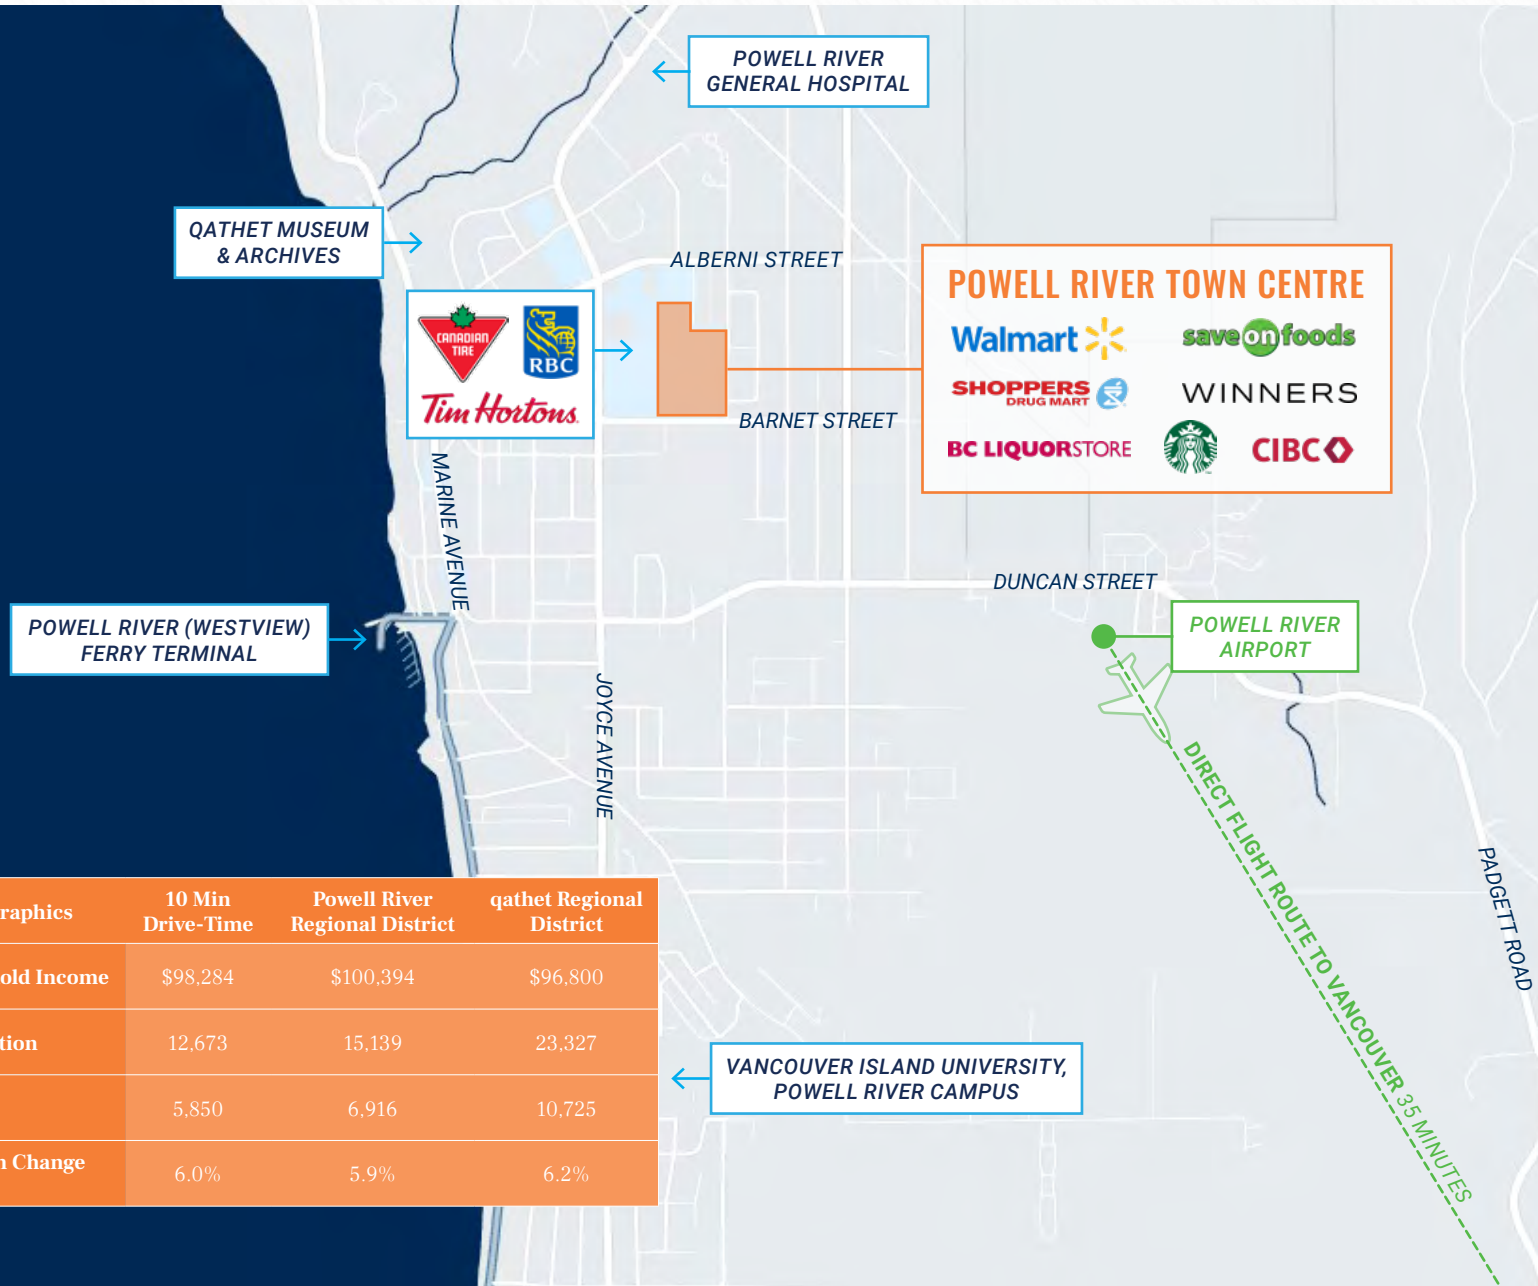 POWELL RIVER
GENERAL HOSPITAL
QATHET MUSEUM
& ARCHIVES
ALBERNI STREET
CANADIAN
TIRE
RBC
Tim Hortons
POWELL RIVER TOWN CENTRE
Walmart
save on foods
SHOPPERS
DRUG MART
WINNERS
BC LIQUORSTORE
CIBC
BARNET STREET
MARINE AVENUE
DUNCAN STREET
POWELL RIVER (WESTVIEW)
FERRY TERMINAL
POWELL RIVER
AIRPORT
JOYCE AVENUE
DIRECT FLIGHT ROUTE TO VANCOUVER 35 MINUTES
PADGETT ROAD
raphics 10 Min Drive-Time Powell River Regional District qathet Regional District
old Income $98,284 $100,394 $96,800
tion 12,673 15,139 23,327
5,850 6,916 10,725
n Change 6.0% 5.9% 6.2%
VANCOUVER ISLAND UNIVERSITY,
POWELL RIVER CAMPUS